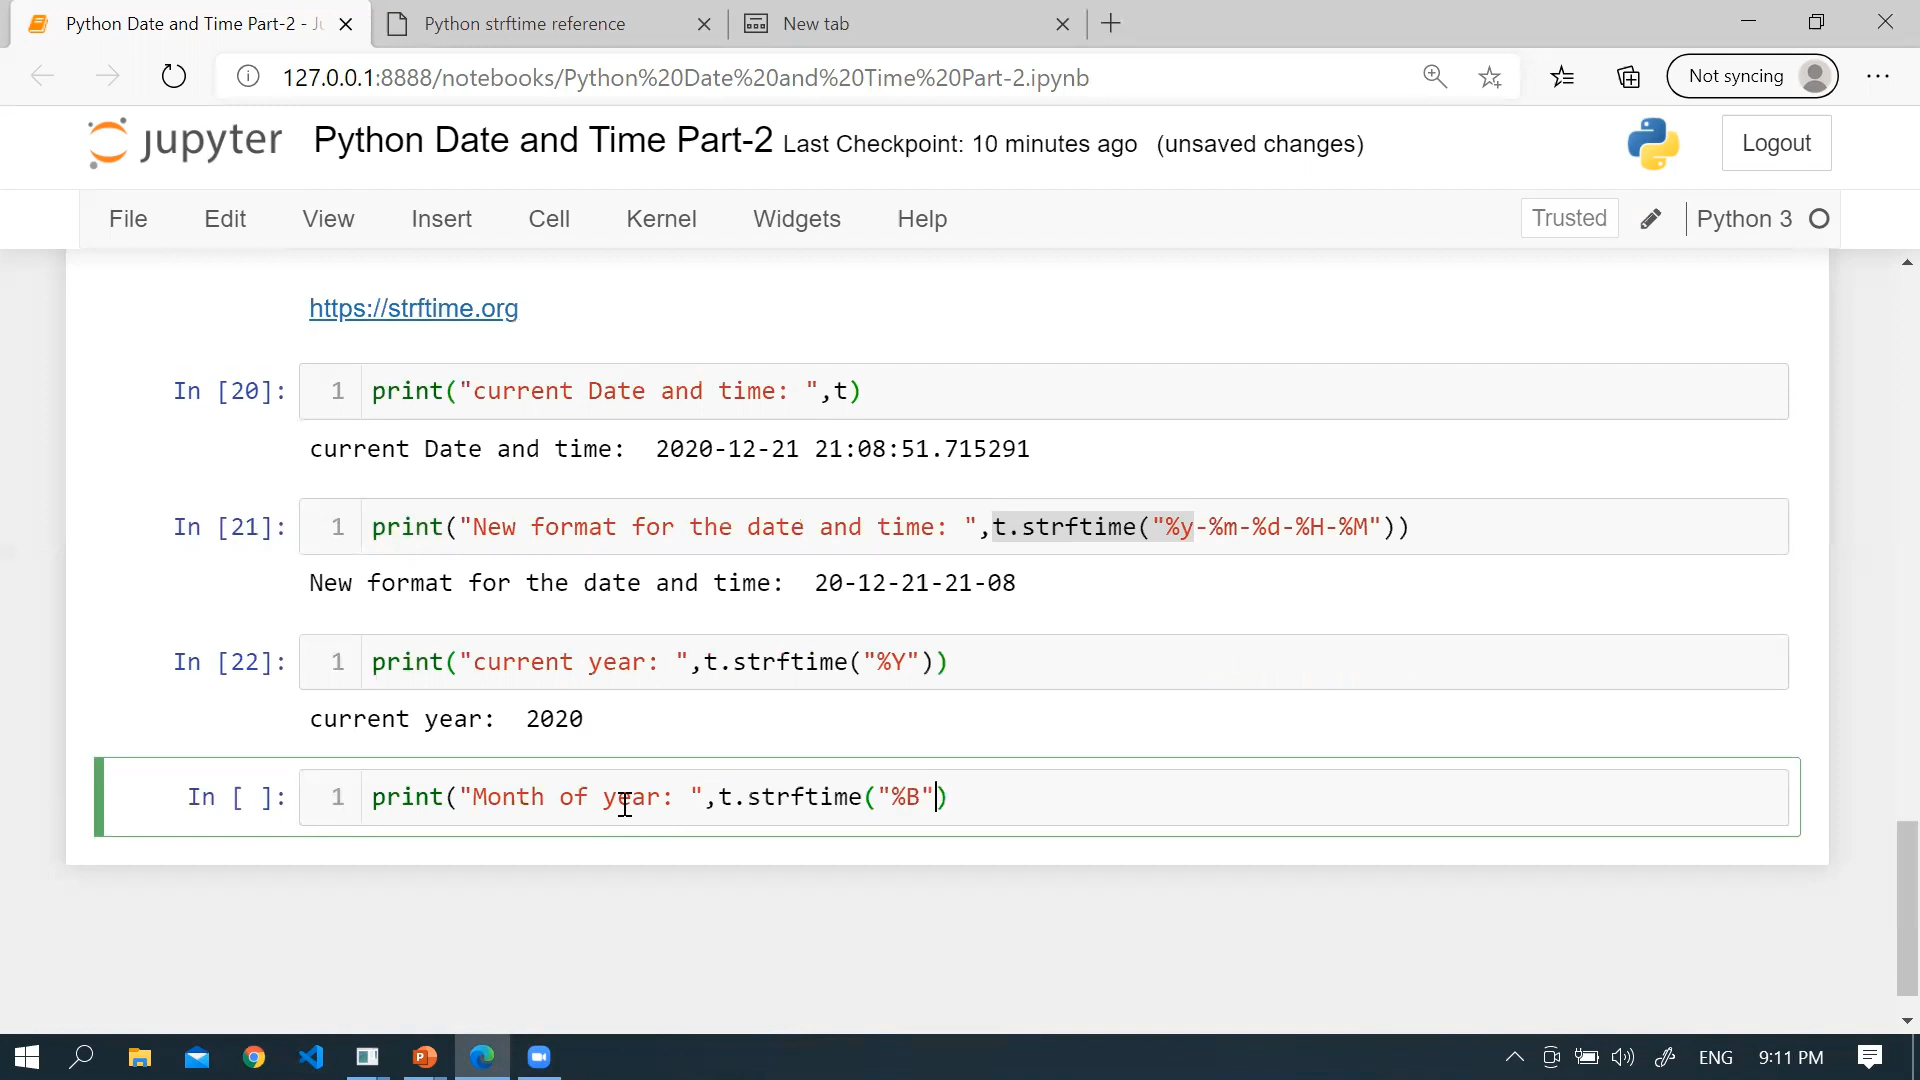 Python Date and Time Part-2 - Ju
Python strftime reference
New tab
127.0.0.1:8888/notebooks/Python%20Date%20and%20Time%20Part-2.ipynb
Not syncing
jupyter Python Date and Time Part-2 Last Checkpoint: 10 minutes ago (unsaved changes)
Logout
File Edit View Insert Cell Kernel Widgets Help
Trusted
Python 3
https://strftime.org
In [20]: 1 print("current Date and time: ",t)
current Date and time:  2020-12-21 21:08:51.715291
In [21]: 1 print("New format for the date and time: ",t.strftime("%y-%m-%d-%H-%M"))
New format for the date and time:  20-12-21-21-08
In [22]: 1 print("current year: ",t.strftime("%Y"))
current year:  2020
In [ ]: 1 print("Month of year: ",t.strftime("%B")
ENG 9:11 PM